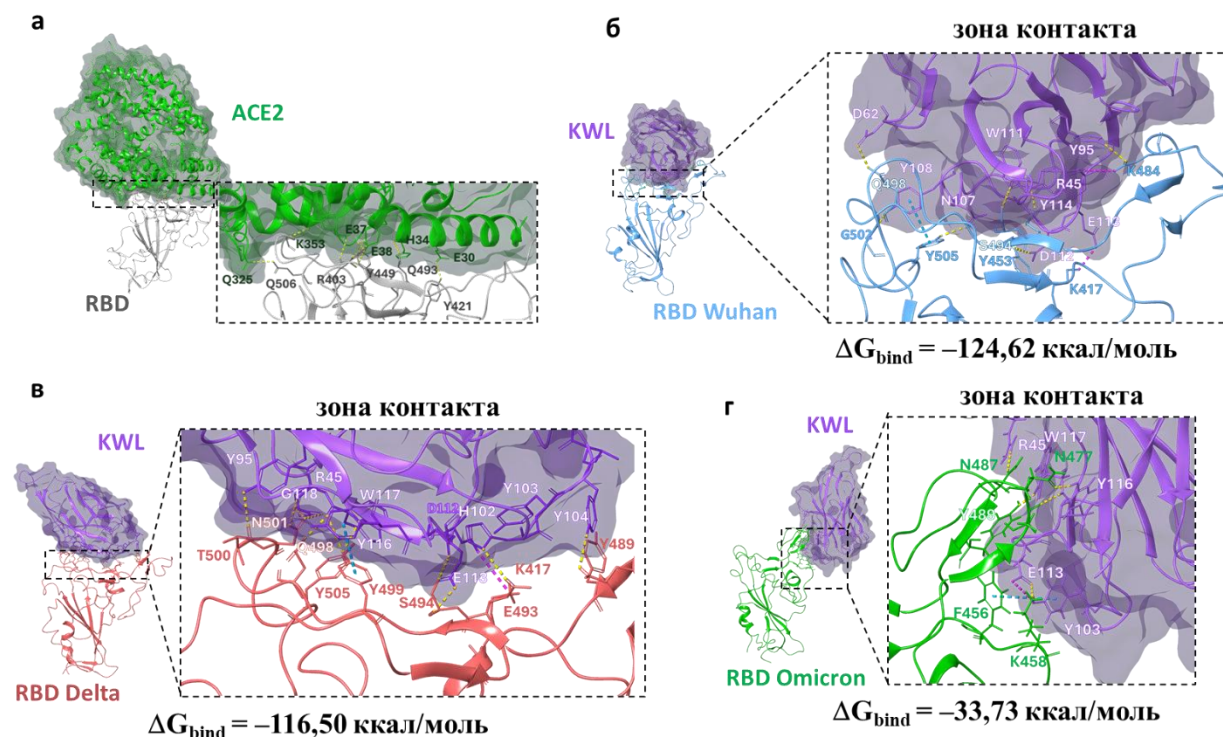 а
ACE2
RBD
K353
E37
E38
H34
E30
Q325
Q506
R403
Y449
Q493
Y421
б
зона контакта
KWL
RBD Wuhan
D62
W111
Y95
Y108
Q498
R45
N107
Y114
G502
S494
Y505
Y453
D112
K417
ΔGbind = –124,62 ккал/моль
в
зона контакта
KWL
RBD Delta
Y95
R45
G118
W117
Y103
D112
H102
Y104
N501
T500
Q498
Y116
K417
Y489
Y505
Y499
S494
E493
ΔGbind = –116,50 ккал/моль
г
зона контакта
KWL
RBD Omicron
R45
W117
N487
N477
Y116
E113
F456
Y103
K458
ΔGbind = –33,73 ккал/моль